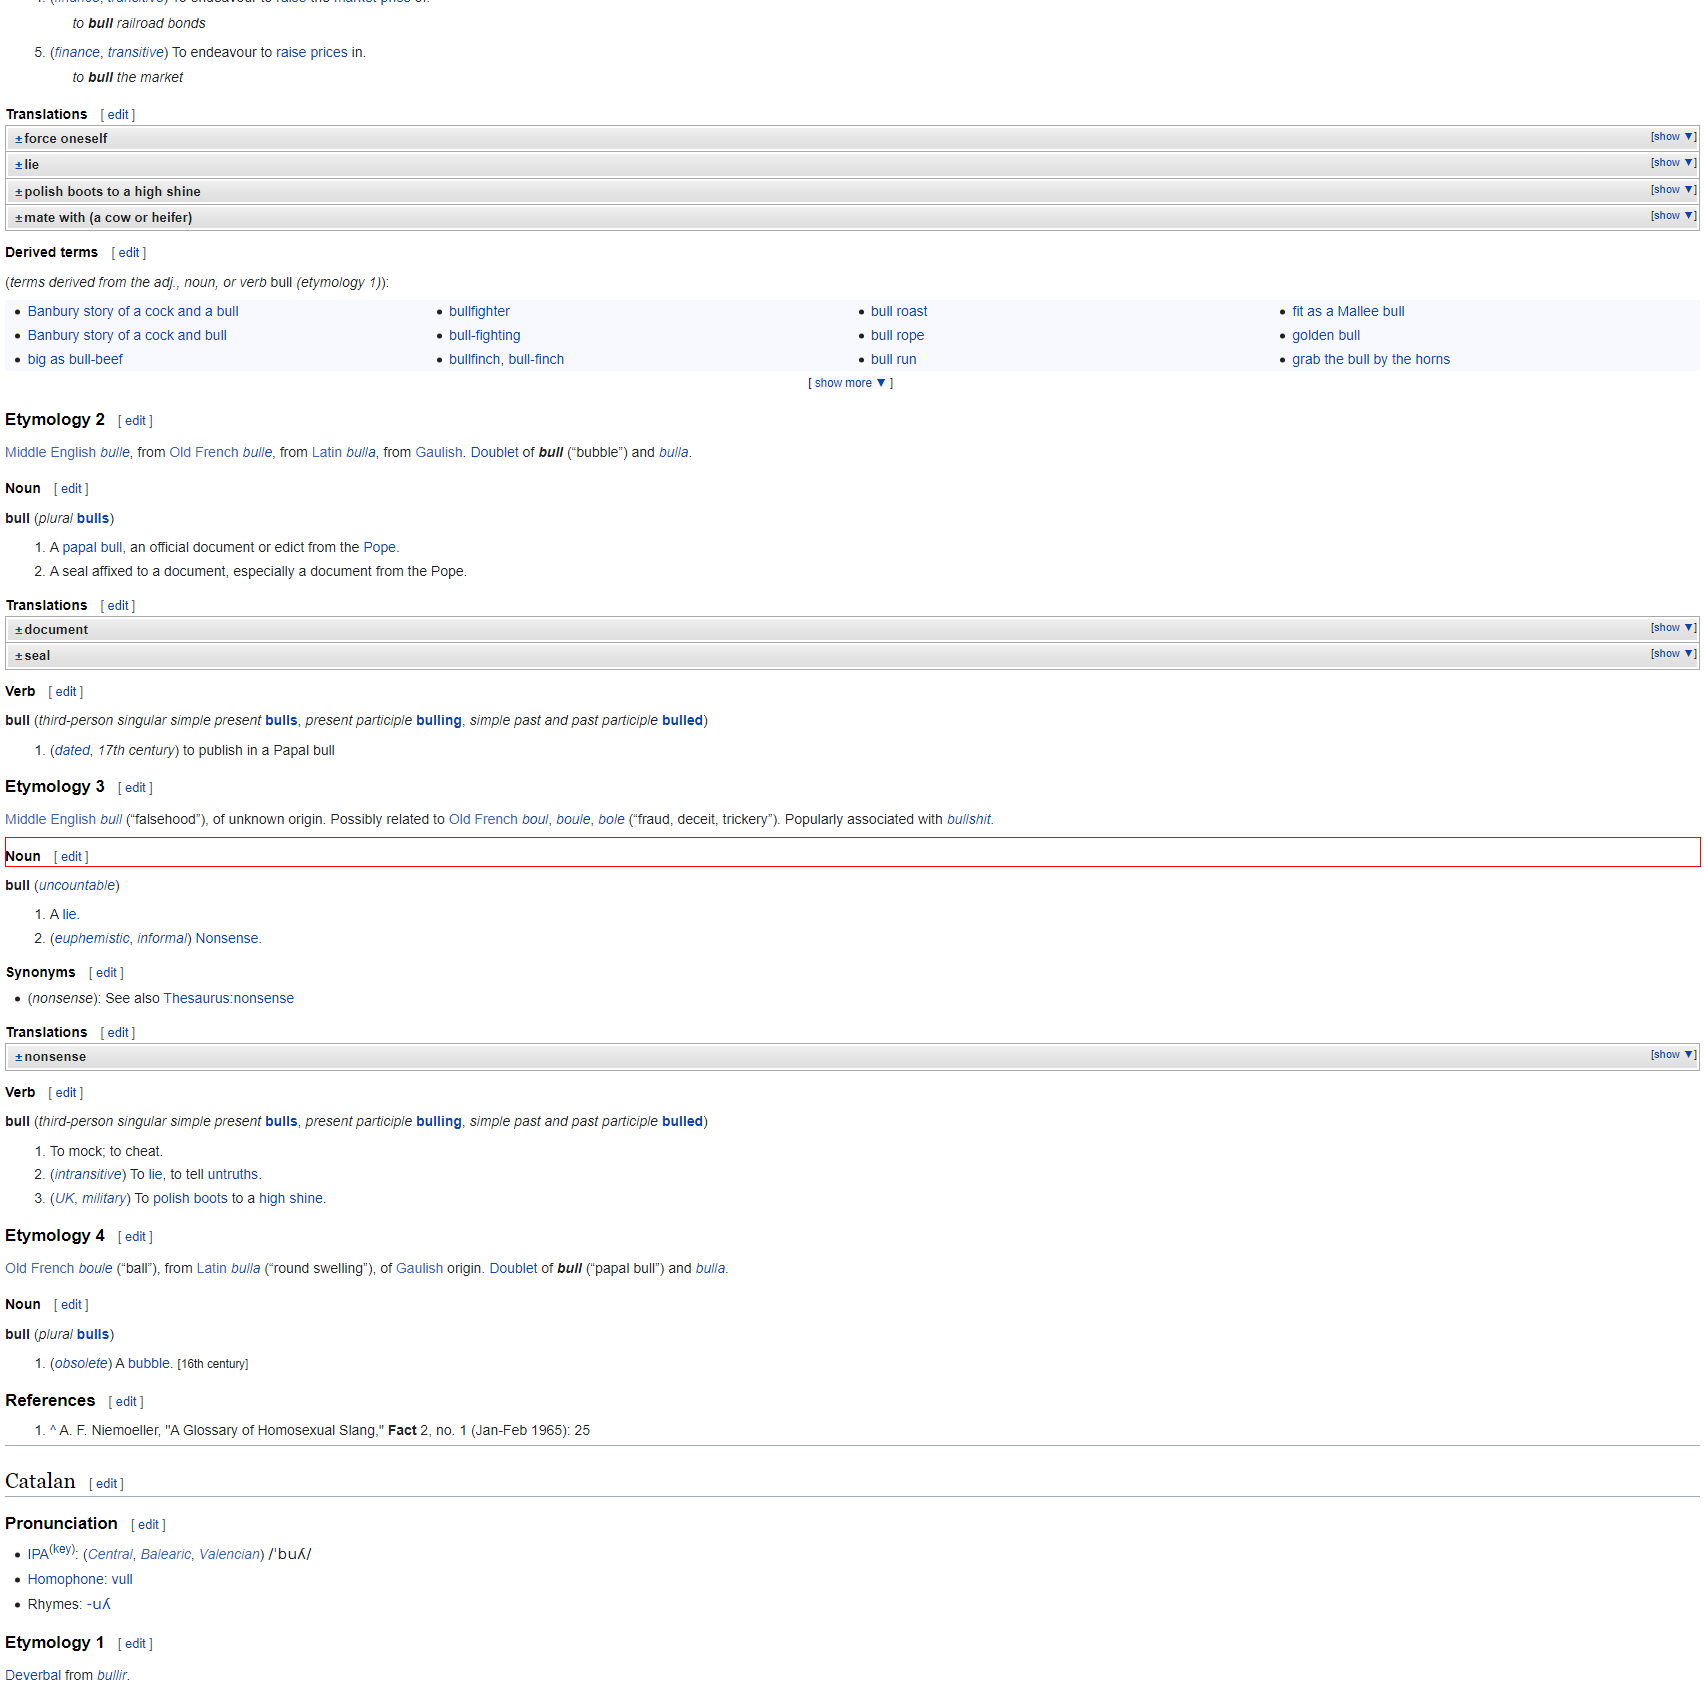 4. (finance, transitive) To endeavour to raise the market price of.
to bull railroad bonds
5. (finance, transitive) To endeavour to raise prices in.
to bull the market
Translations [ edit ]
±force oneself [show ▼]
±lie [show ▼]
±polish boots to a high shine [show ▼]
±mate with (a cow or heifer) [show ▼]
Derived terms [ edit ]
(terms derived from the adj., noun, or verb bull (etymology 1)):
• Banbury story of a cock and a bull • bullfighter • bull roast • fit as a Mallee bull
• Banbury story of a cock and bull • bull-fighting • bull rope • golden bull
• big as bull-beef • bullfinch, bull-finch • bull run • grab the bull by the horns
[ show more ▼ ]
Etymology 2 [ edit ]
Middle English bulle, from Old French bulle, from Latin bulla, from Gaulish. Doublet of bull (“bubble”) and bulla.
Noun [ edit ]
bull (plural bulls)
1. A papal bull, an official document or edict from the Pope.
2. A seal affixed to a document, especially a document from the Pope.
Translations [ edit ]
±document [show ▼]
±seal [show ▼]
Verb [ edit ]
bull (third-person singular simple present bulls, present participle bulling, simple past and past participle bulled)
1. (dated, 17th century) to publish in a Papal bull
Etymology 3 [ edit ]
Middle English bull (“falsehood”), of unknown origin. Possibly related to Old French boul, boule, bole (“fraud, deceit, trickery”). Popularly associated with bullshit.
Noun [ edit ]
bull (uncountable)
1. A lie.
2. (euphemistic, informal) Nonsense.
Synonyms [ edit ]
• (nonsense): See also Thesaurus:nonsense
Translations [ edit ]
±nonsense [show ▼]
Verb [ edit ]
bull (third-person singular simple present bulls, present participle bulling, simple past and past participle bulled)
1. To mock; to cheat.
2. (intransitive) To lie, to tell untruths.
3. (UK, military) To polish boots to a high shine.
Etymology 4 [ edit ]
Old French boule (“ball”), from Latin bulla (“round swelling”), of Gaulish origin. Doublet of bull (“papal bull”) and bulla.
Noun [ edit ]
bull (plural bulls)
1. (obsolete) A bubble. [16th century]
References [ edit ]
1. ^ A. F. Niemoeller, "A Glossary of Homosexual Slang," Fact 2, no. 1 (Jan-Feb 1965): 25
Catalan [ edit ]
Pronunciation [ edit ]
• IPA(key): (Central, Balearic, Valencian) /ˈbuʎ/
• Homophone: vull
• Rhymes: -uʎ
Etymology 1 [ edit ]
Deverbal from bullir.